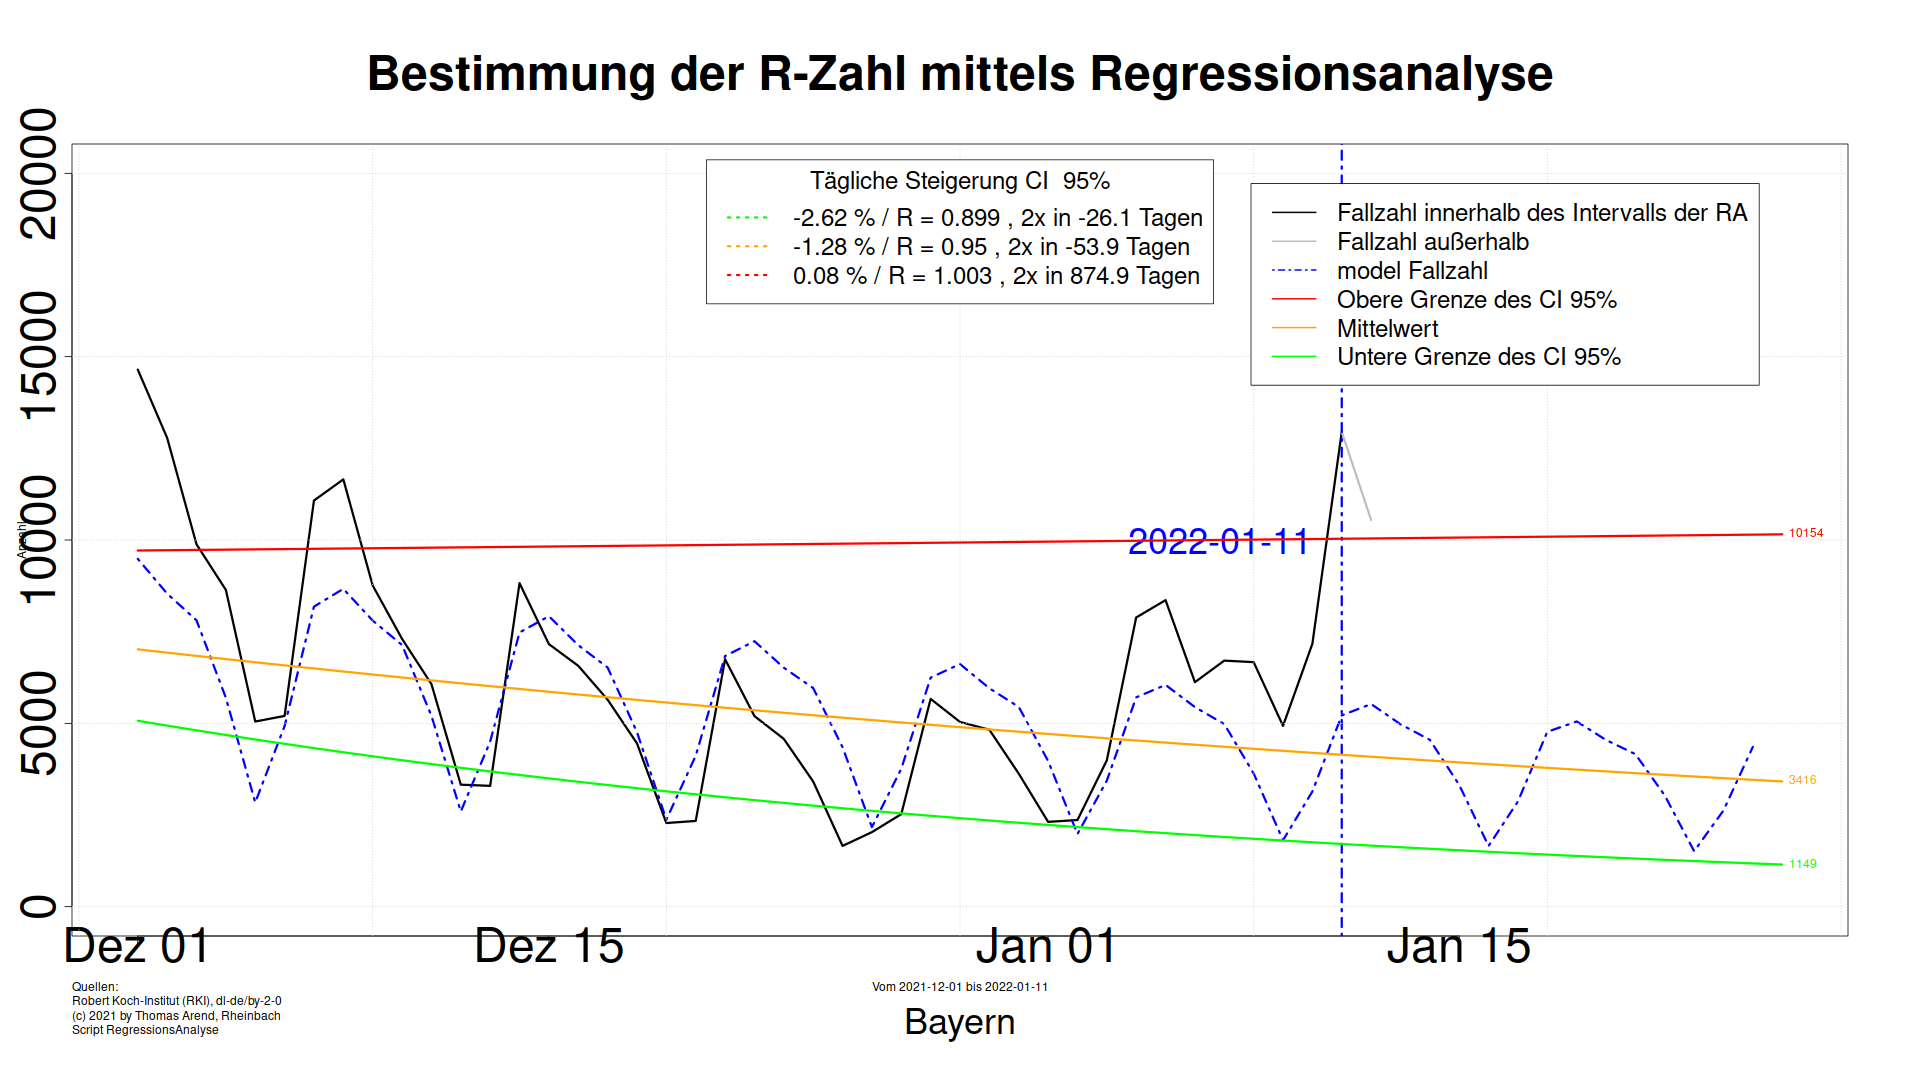 Bestimmung der R-Zahl mittels Regressionsanalyse
20000
15000
10000
5000
0
Anzahl
Tägliche Steigerung CI  95%
-2.62 % / R = 0.899 , 2x in -26.1 Tagen
-1.28 % / R = 0.95 , 2x in -53.9 Tagen
0.08 % / R = 1.003 , 2x in 874.9 Tagen
Fallzahl innerhalb des Intervalls der RA
Fallzahl außerhalb
model Fallzahl
Obere Grenze des CI 95%
Mittelwert
Untere Grenze des CI 95%
2022-01-11
10154
3416
1149
Dez 01 Dez 15 Jan 01 Jan 15
Quellen:
Robert Koch-Institut (RKI), dl-de/by-2-0
(c) 2021 by Thomas Arend, Rheinbach
Script RegressionsAnalyse
Vom 2021-12-01 bis 2022-01-11
Bayern